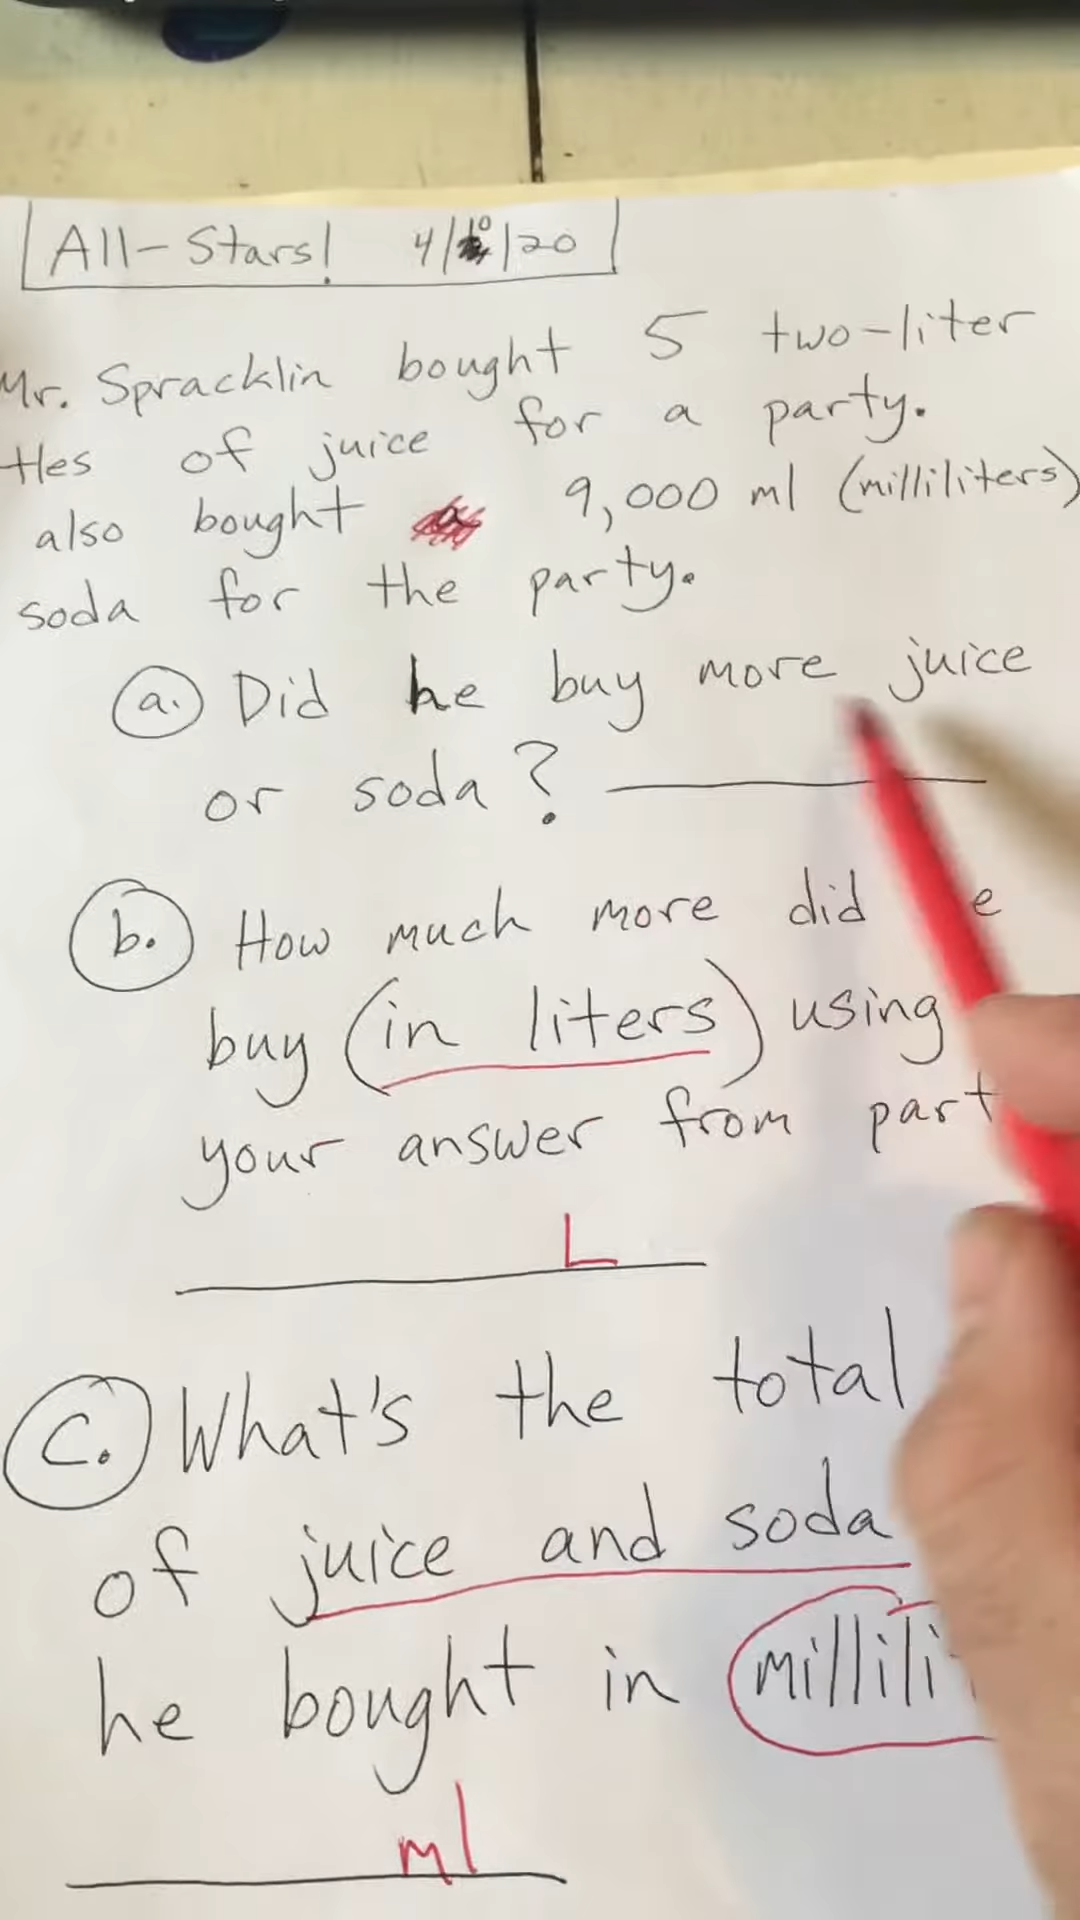 All-Stars! 4/10/20
Mr. Spracklin bought 5 two-liter
ttles of juice for a party.
also bought 9,000 ml (milliliters)
soda for the party.
a. Did he buy more juice
or soda?
b. How much more did e
buy (in liters) using
your answer from part
L
c. What's the total
of juice and soda
he bought in millili
ml